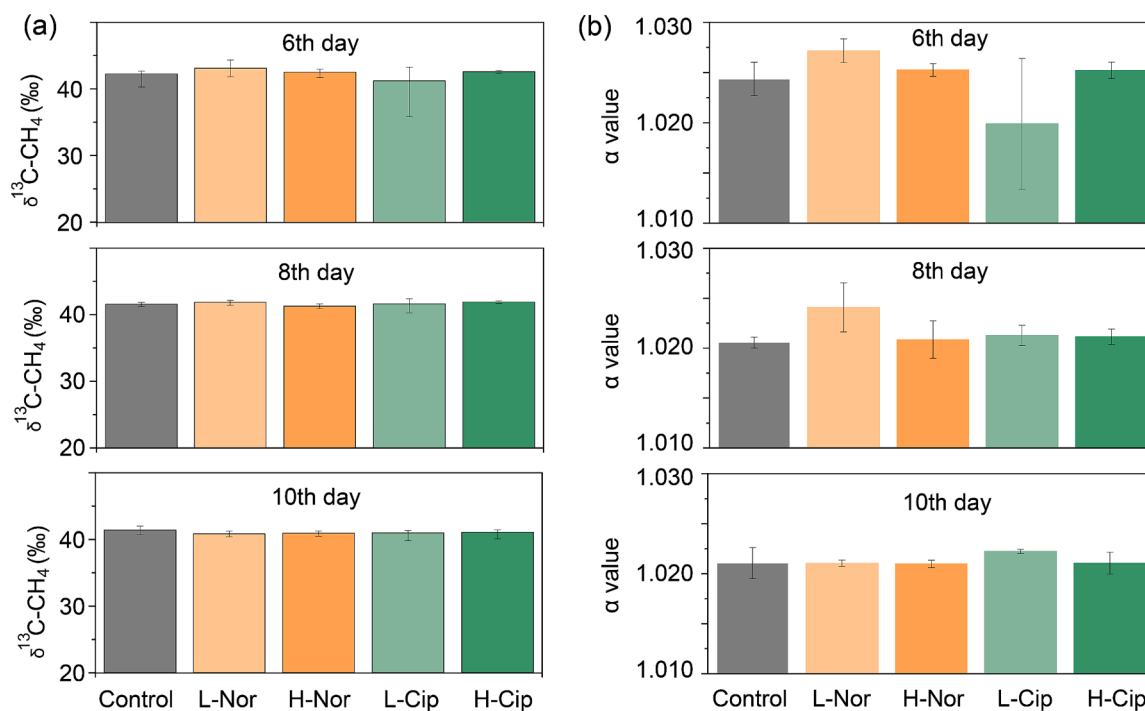 (a)
6th day
δ¹³C-CH₄ (‰)
40
30
20
8th day
δ¹³C-CH₄ (‰)
40
30
20
10th day
δ¹³C-CH₄ (‰)
40
30
20
Control L-Nor H-Nor L-Cip H-Cip
(b)
6th day
α value
1.030
1.020
1.010
8th day
α value
1.030
1.020
1.010
10th day
α value
1.030
1.020
1.010
Control L-Nor H-Nor L-Cip H-Cip